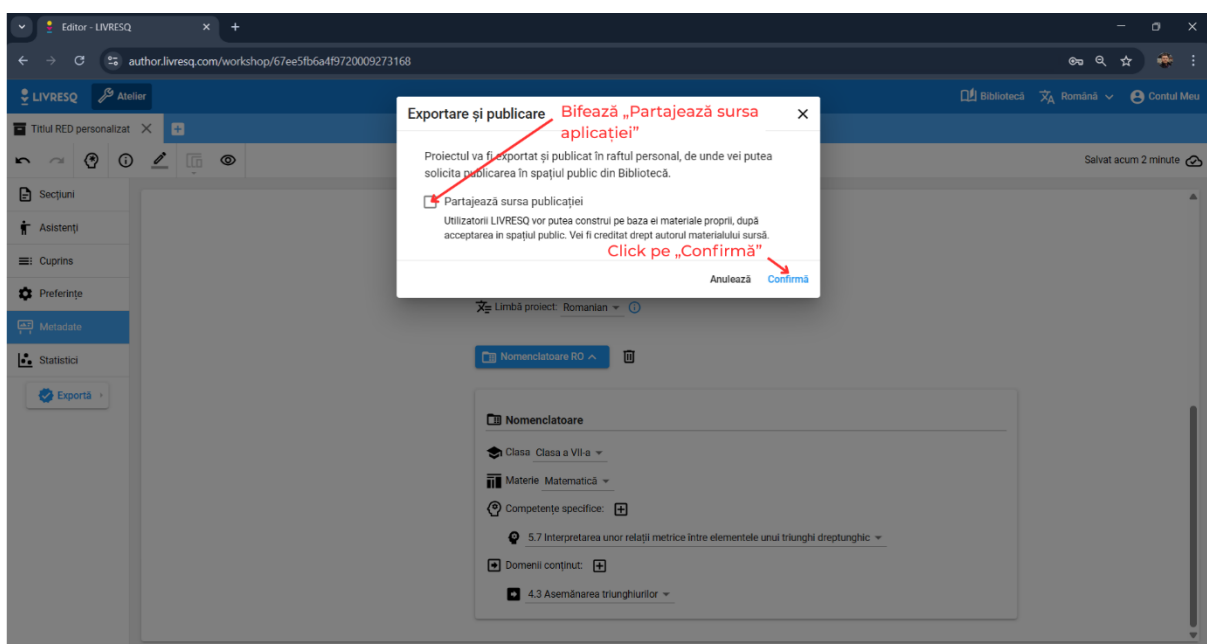 Editor - LIVRESQ
author.livresq.com/workshop/67ee5fb6a4f9720009273168
LIVRESQ Atelier Bibliotecă Română Contul Meu
Titlul RED personalizat
Salvat acum 2 minute
Secțiuni
Asistenți
Cuprins
Preferințe
Metadate
Statistici
Exportă
Exportare și publicare
Bifează „Partajează sursa
aplicației”
Proiectul va fi exportat și publicat în raftul personal, de unde vei putea
solicita publicarea în spațiul public din Bibliotecă.
Partajează sursa publicației
Utilizatorii LIVRESQ vor putea construi pe baza ei materiale proprii, după
acceptarea in spațiul public. Vei fi creditat drept autorul materialului sursă.
Click pe „Confirmă”
Anulează Confirmă
Limbă proiect: Romanian
Nomenclatoare RO
Nomenclatoare
Clasa Clasa a VII-a
Materie Matematică
Competențe specifice:
5.7 Interpretarea unor relații metrice între elementele unui triunghi dreptunghic
Domenii conținut:
4.3 Asemănarea triunghiurilor